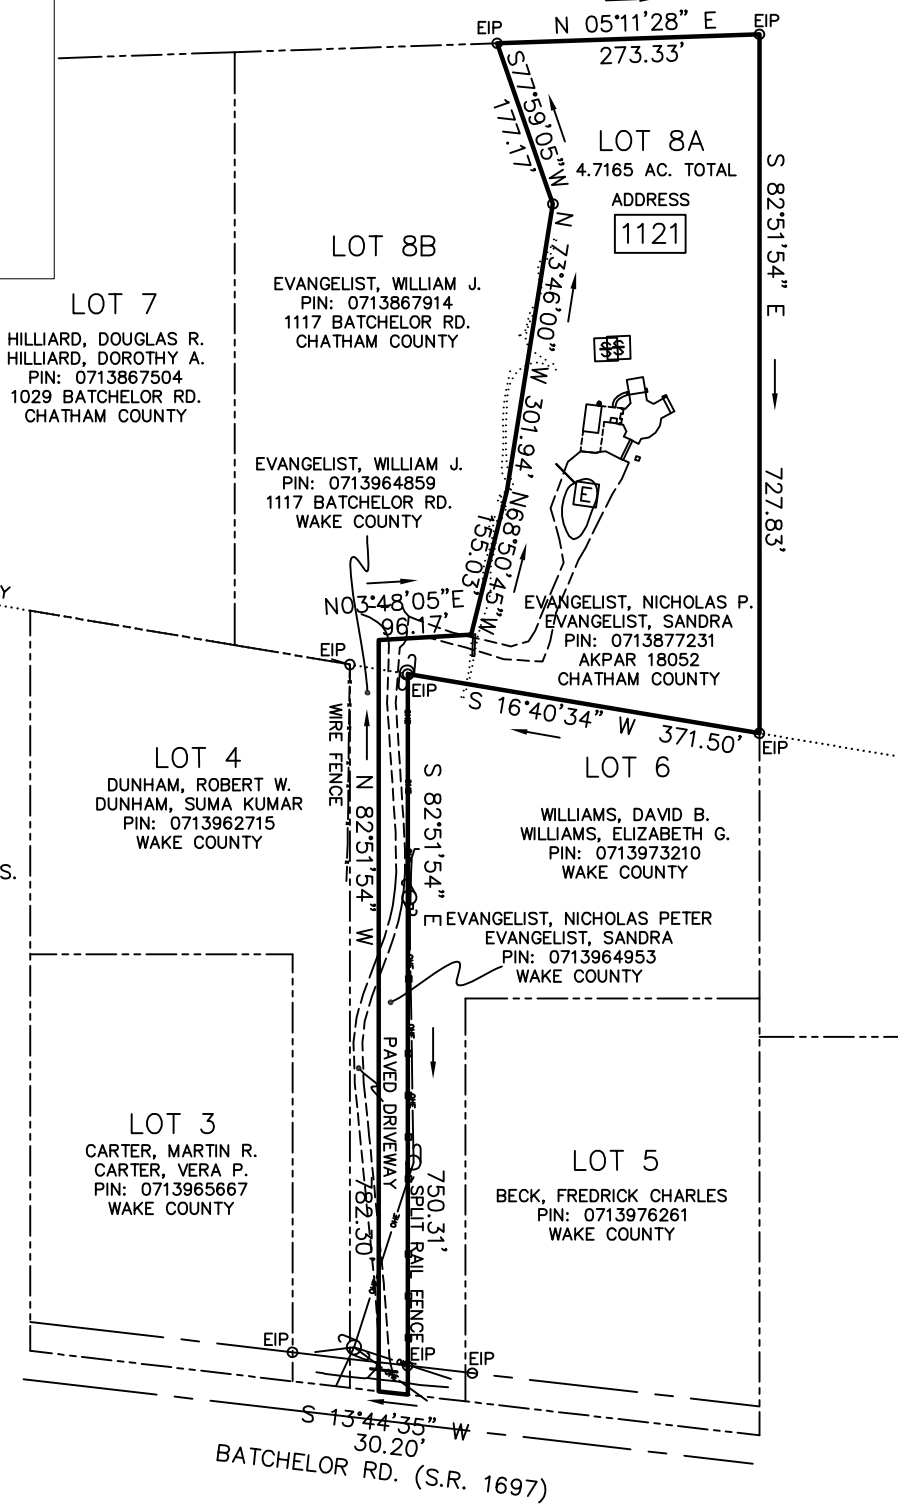 N 05°11'28" E
273.33'
EIP
EIP
S77°59'05"W
177.17'
LOT 8A
4.7165 AC. TOTAL
ADDRESS
1121
S 82°51'54" E
727.83'
N 73°46'00" W 301.94'
N68°50'45"W
155.03'
LOT 8B
EVANGELIST, WILLIAM J.
PIN: 0713867914
1117 BATCHELOR RD.
CHATHAM COUNTY
LOT 7
HILLIARD, DOUGLAS R.
HILLIARD, DOROTHY A.
PIN: 0713867504
1029 BATCHELOR RD.
CHATHAM COUNTY
$$
E
EVANGELIST, WILLIAM J.
PIN: 0713964859
1117 BATCHELOR RD.
WAKE COUNTY
Y
N03°48'05"E
96.17'
EVANGELIST, NICHOLAS P.
EVANGELIST, SANDRA
PIN: 0713877231
AKPAR 18052
CHATHAM COUNTY
EIP
EIP
S 16°40'34" W 371.50'
EIP
WIRE FENCE
LOT 4
DUNHAM, ROBERT W.
DUNHAM, SUMA KUMAR
PIN: 0713962715
WAKE COUNTY
N 82°51'54" W
782.30'
S 82°51'54" E
750.31'
LOT 6
WILLIAMS, DAVID B.
WILLIAMS, ELIZABETH G.
PIN: 0713973210
WAKE COUNTY
S.
EVANGELIST, NICHOLAS PETER
EVANGELIST, SANDRA
PIN: 0713964953
WAKE COUNTY
PAVED DRIVEWAY
SPLIT RAIL FENCE
OHE
OHE
OHE
OHE
OHE
LOT 3
CARTER, MARTIN R.
CARTER, VERA P.
PIN: 0713965667
WAKE COUNTY
LOT 5
BECK, FREDRICK CHARLES
PIN: 0713976261
WAKE COUNTY
EIP
EIP
EIP
S 13°44'35" W
30.20'
BATCHELOR RD. (S.R. 1697)